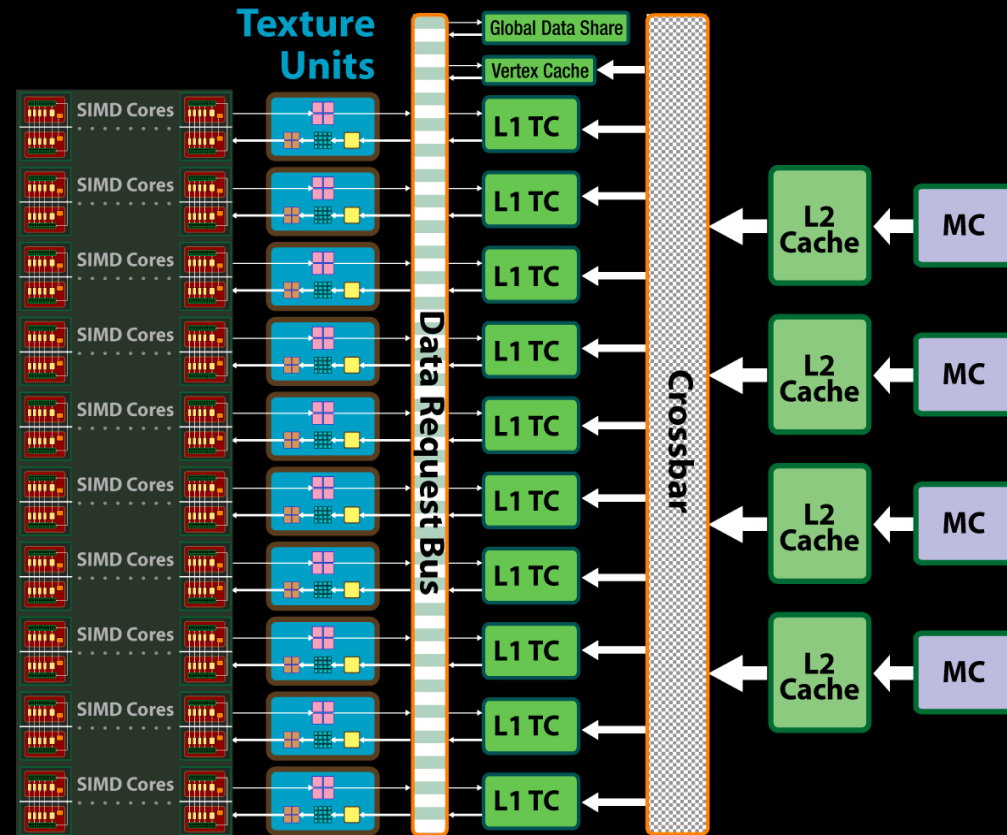 Texture
Units
Global Data Share
Vertex Cache
SIMD Cores
L1 TC
SIMD Cores
L1 TC
SIMD Cores
L1 TC
SIMD Cores
L1 TC
SIMD Cores
L1 TC
SIMD Cores
L1 TC
SIMD Cores
L1 TC
SIMD Cores
L1 TC
SIMD Cores
L1 TC
SIMD Cores
L1 TC
Data Request Bus
Crossbar
L2
Cache
MC
L2
Cache
MC
L2
Cache
MC
L2
Cache
MC